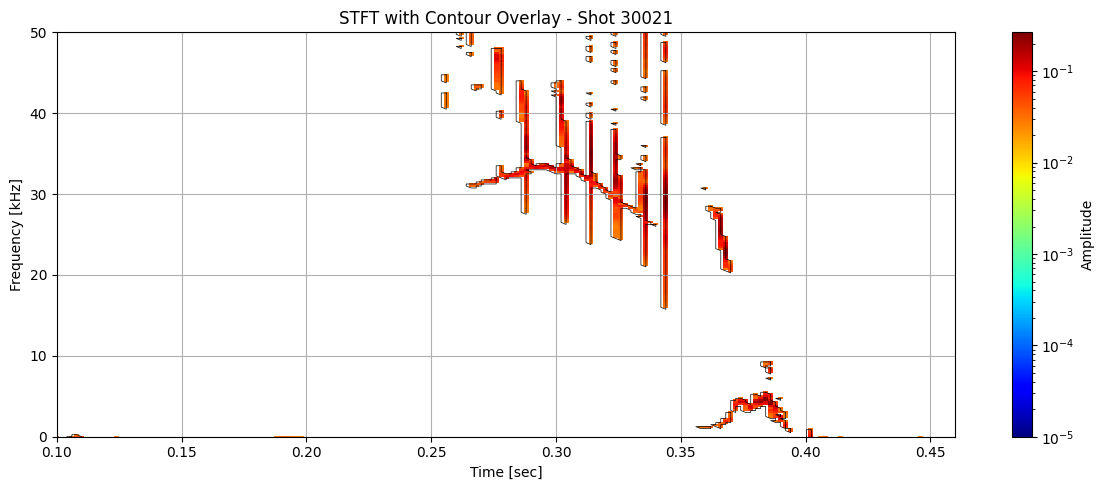 STFT with Contour Overlay - Shot 30021
50
40
30
20
10
0
Frequency [kHz]
0.10 0.15 0.20 0.25 0.30 0.35 0.40 0.45
Time [sec]
10⁻¹
10⁻²
10⁻³
10⁻⁴
10⁻⁵
Amplitude